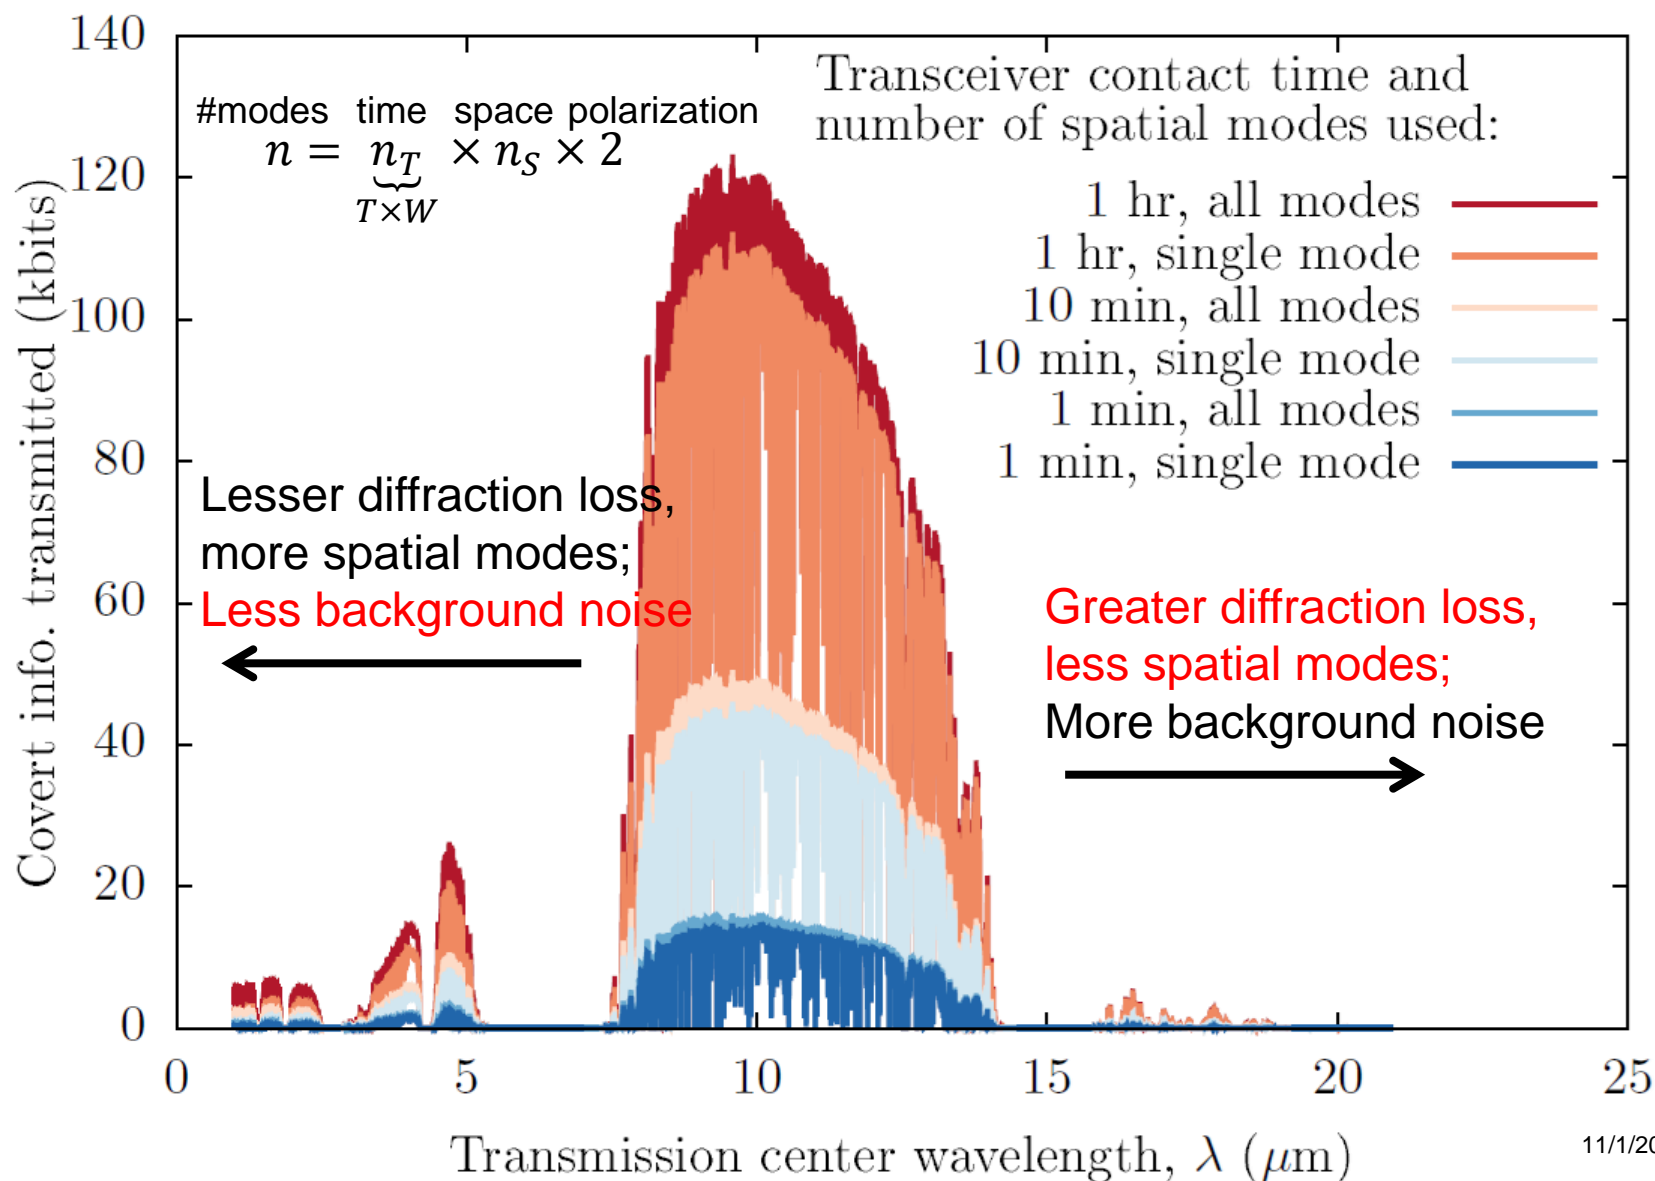 140
120
100
80
60
40
20
0
Covert info. transmitted (kbits)
#modes time space polarization
n = n_T × n_S × 2
T×W
Transceiver contact time and
number of spatial modes used:
1 hr, all modes
1 hr, single mode
10 min, all modes
10 min, single mode
1 min, all modes
1 min, single mode
Lesser diffraction loss,
more spatial modes;
Less background noise
Greater diffraction loss,
less spatial modes;
More background noise
0 5 10 15 20 25
Transmission center wavelength, λ (μm)
11/1/20